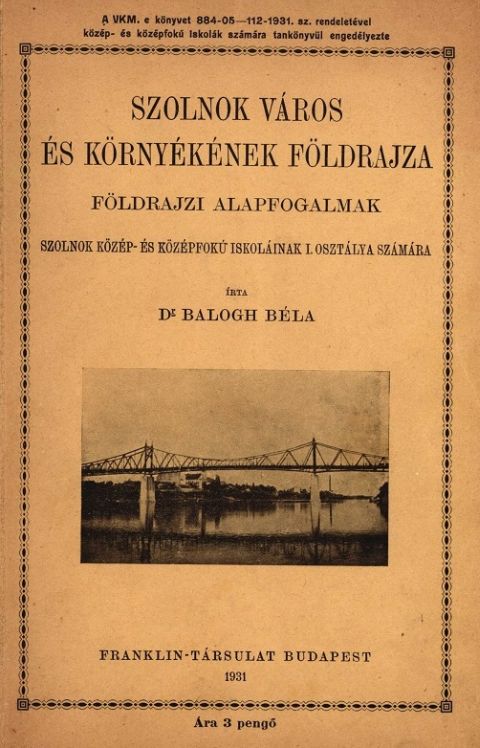 A VKM. e könyvet 884-05—112-1931. sz. rendeletével
közép- és középfokú iskolák számára tankönyvül engedélyezte
SZOLNOK VÁROS
ÉS KÖRNYÉKÉNEK FÖLDRAJZA
FÖLDRAJZI ALAPFOGALMAK
SZOLNOK KÖZÉP- ÉS KÖZÉPFOKÚ ISKOLÁINAK I. OSZTÁLYA SZÁMÁRA
ÍRTA
Dr BALOGH BÉLA
FRANKLIN-TÁRSULAT BUDAPEST
1931
Ára 3 pengő